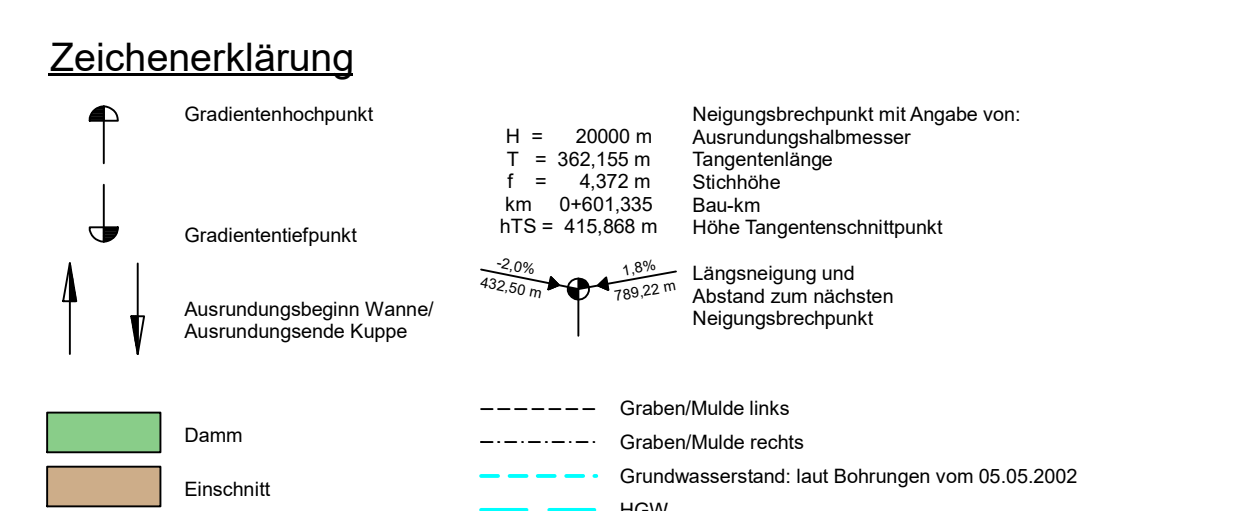 Zeichenerklärung
Gradientenhochpunkt
Gradiententiefpunkt
Ausrundungsbeginn Wanne/
Ausrundungsende Kuppe
Damm
Einschnitt
Neigungsbrechpunkt mit Angabe von:
H = 20000 m Ausrundungshalbmesser
T = 362,155 m Tangentenlänge
f = 4,372 m Stichhöhe
km 0+601,335 Bau-km
hTS = 415,868 m Höhe Tangentenschnittpunkt
-2,0%
432,50 m
1,8%
789,22 m
Längsneigung und
Abstand zum nächsten
Neigungsbrechpunkt
Graben/Mulde links
Graben/Mulde rechts
Grundwasserstand: laut Bohrungen vom 05.05.2002
HGW